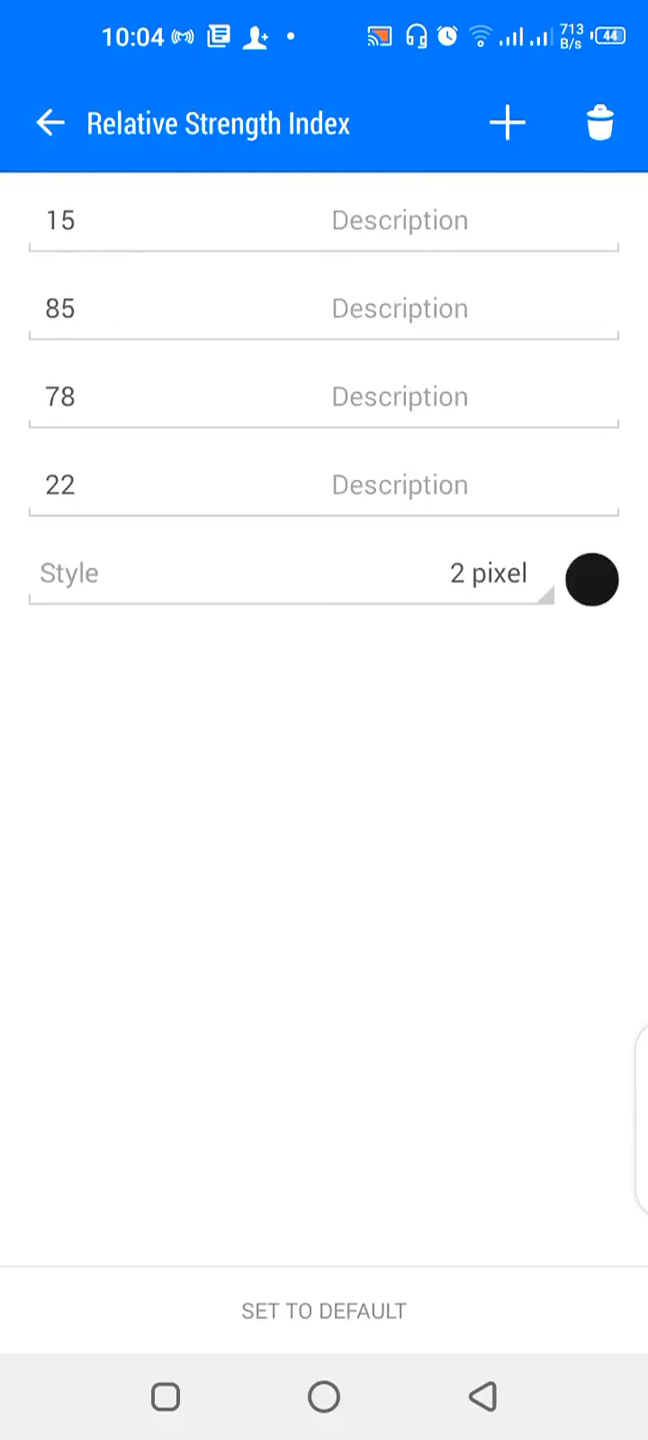 10:04 713 B/s 44
Relative Strength Index
15 Description
85 Description
78 Description
22 Description
Style 2 pixel
SET TO DEFAULT